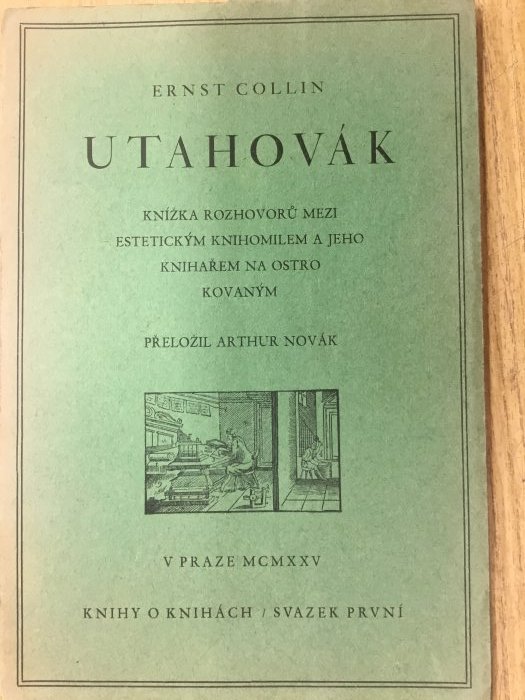 ERNST COLLIN
UTAHOVÁK
KNÍŽKA ROZHOVORŮ MEZI
ESTETICKÝM KNIHOMILEM A JEHO
KNIHAŘEM NA OSTRO
KOVANÝM
PŘELOŽIL ARTHUR NOVÁK
V PRAZE MCMXXV
KNIHY O KNIHÁCH / SVAZEK PRVNÍ